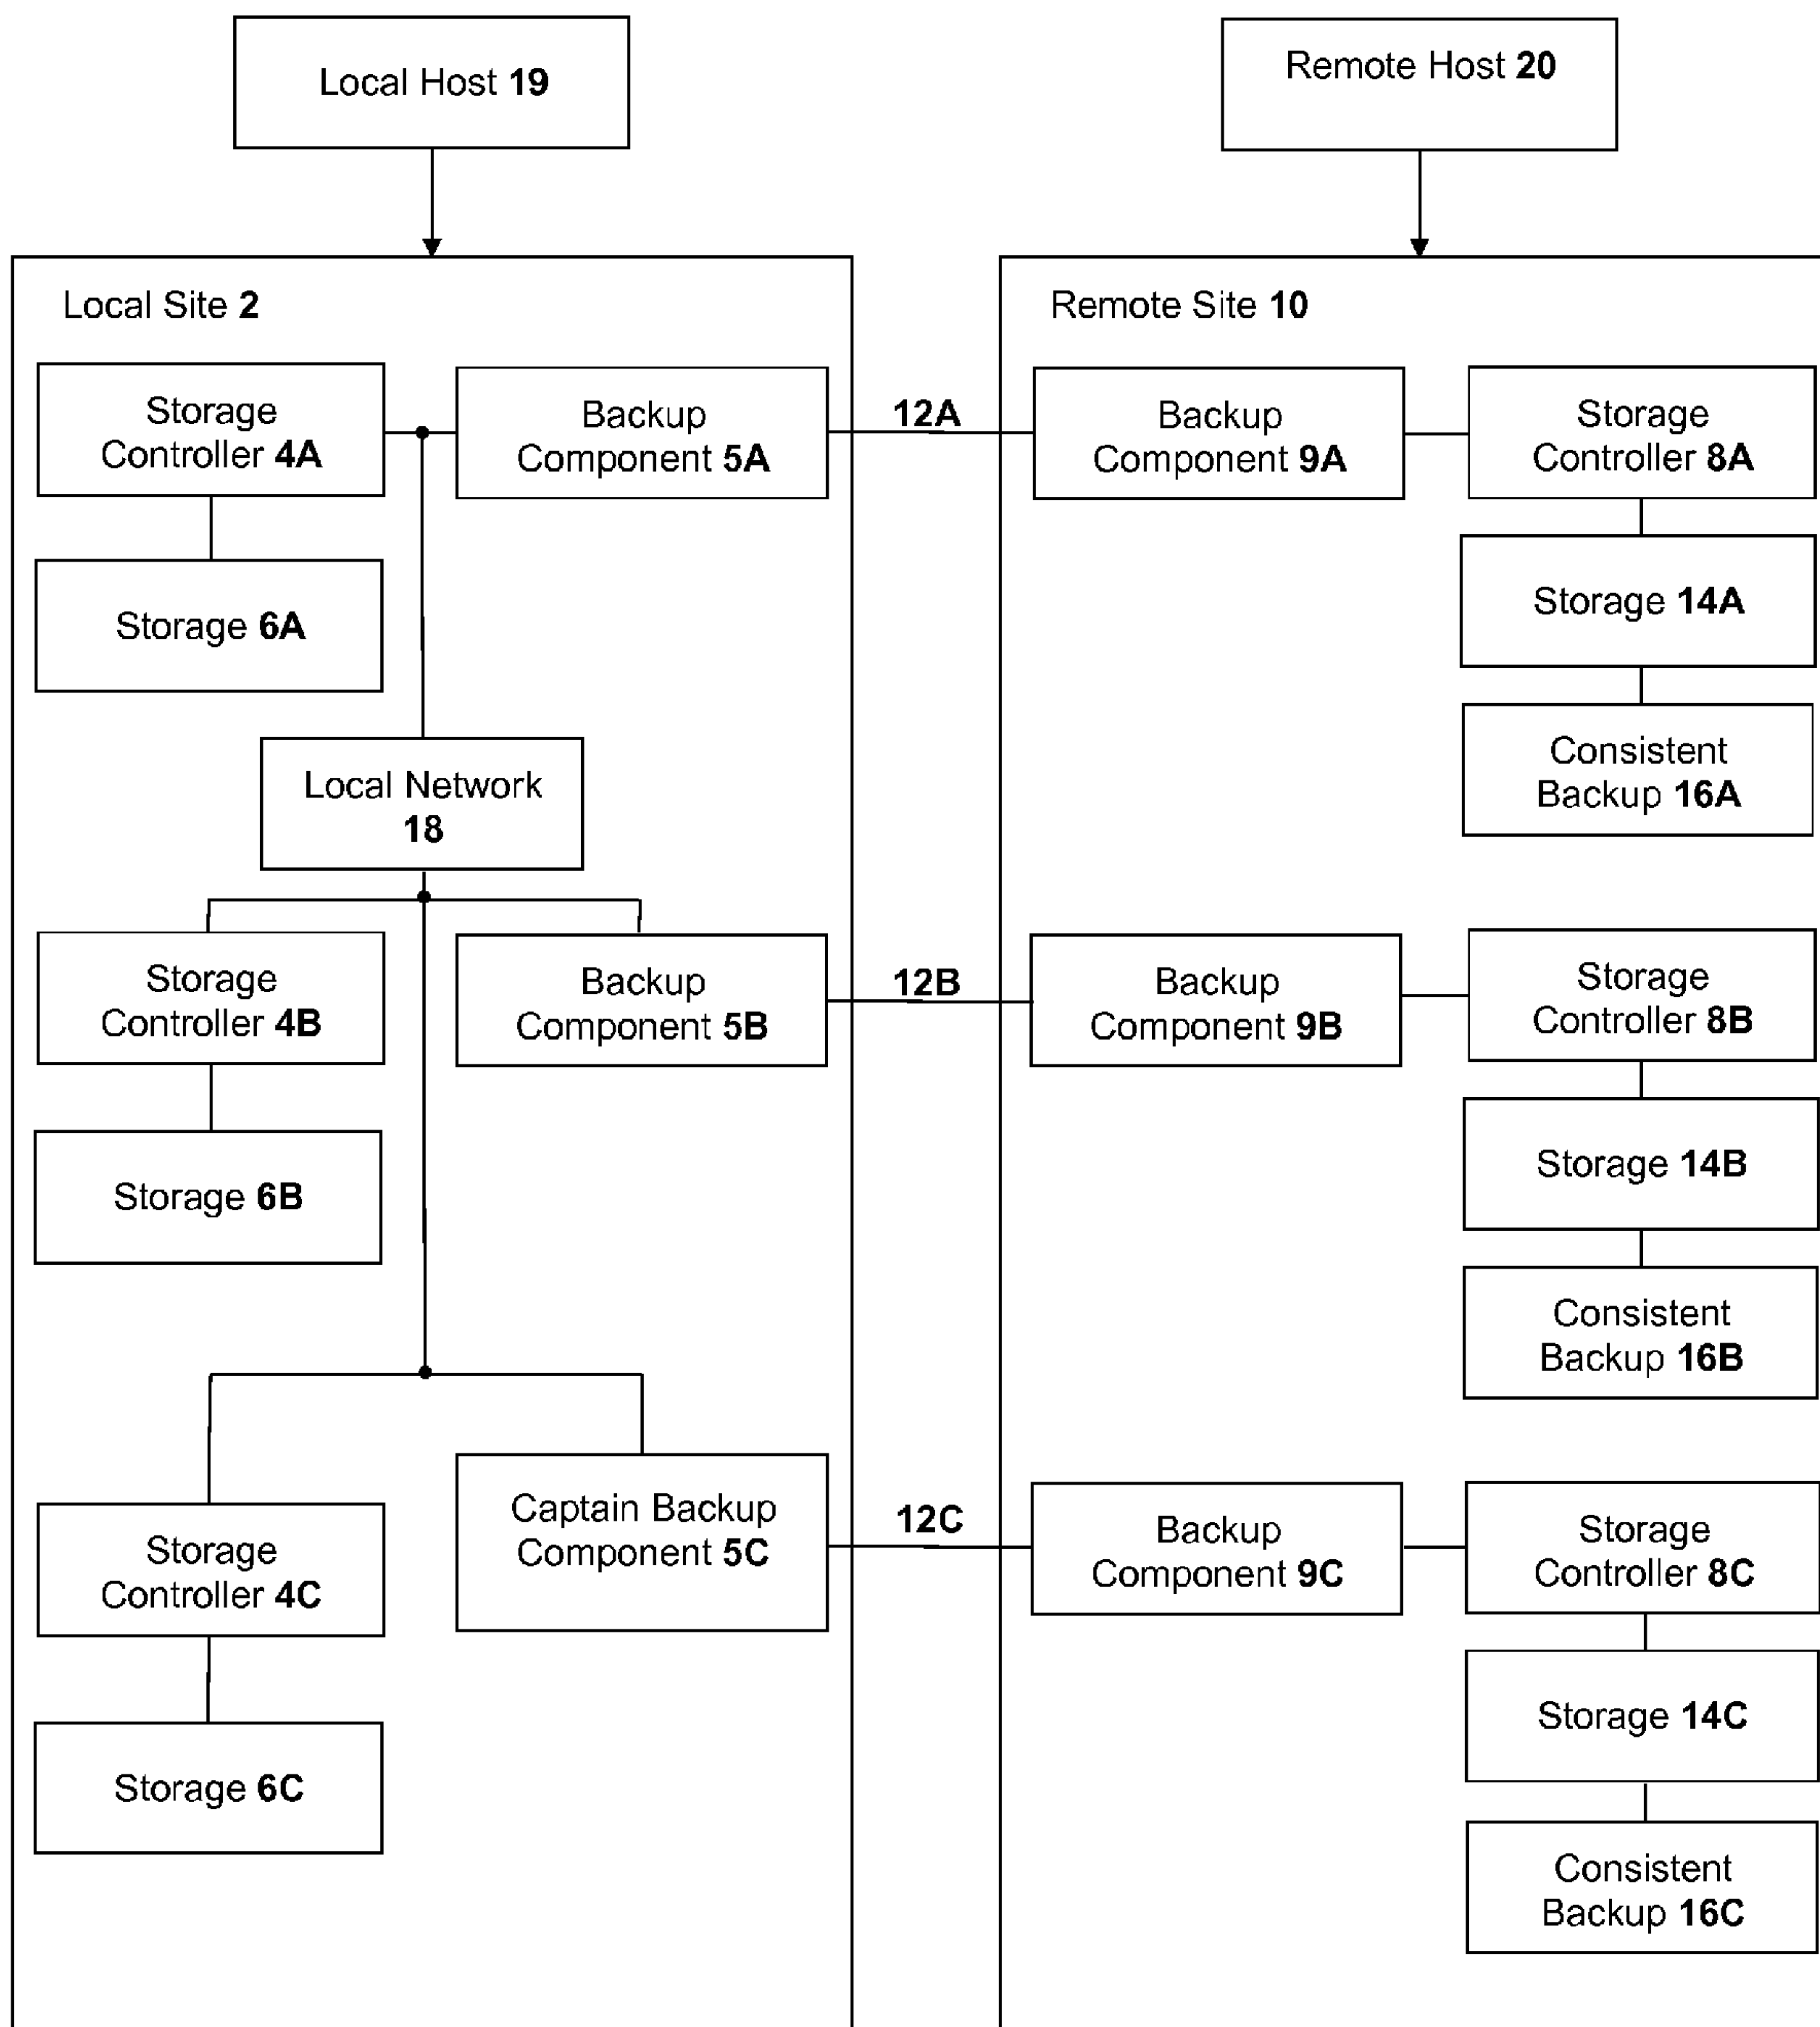 Local Host 19
Remote Host 20
Local Site 2
Remote Site 10
Storage
Controller 4A
Backup
Component 5A
12A
Backup
Component 9A
Storage
Controller 8A
Storage 6A
Storage 14A
Local Network
18
Consistent
Backup 16A
Storage
Controller 4B
Backup
Component 5B
12B
Backup
Component 9B
Storage
Controller 8B
Storage 6B
Storage 14B
Consistent
Backup 16B
Storage
Controller 4C
Captain Backup
Component 5C
12C
Backup
Component 9C
Storage
Controller 8C
Storage 6C
Storage 14C
Consistent
Backup 16C